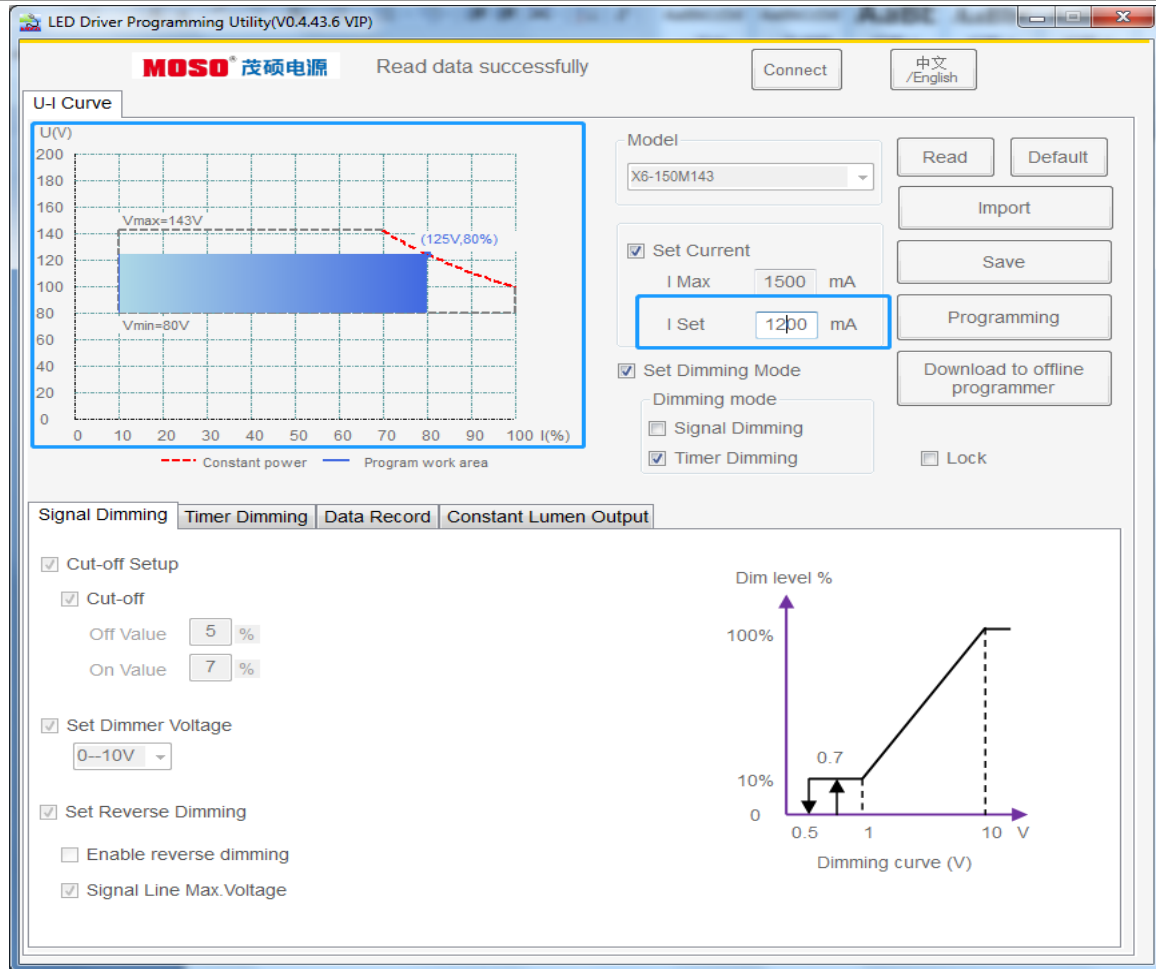 LED Driver Programming Utility(V0.4.43.6 VIP)
MOSO® 茂硕电源
Read data successfully
Connect
中文
/English
U-I Curve
U(V)
200
180
160
140
120
100
80
60
40
20
0
Vmax=143V
(125V,80%)
Vmin=80V
0 10 20 30 40 50 60 70 80 90 100 I(%)
Constant power Program work area
Model
X6-150M143
Set Current
I Max 1500 mA
I Set 1200 mA
Set Dimming Mode
Dimming mode
Signal Dimming
Timer Dimming
Read Default
Import
Save
Programming
Download to offline
programmer
Lock
Signal Dimming Timer Dimming Data Record Constant Lumen Output
Cut-off Setup
Cut-off
Off Value 5 %
On Value 7 %
Set Dimmer Voltage
0--10V
Set Reverse Dimming
Enable reverse dimming
Signal Line Max.Voltage
Dim level %
100%
0.7
10%
0
0.5 1 10 V
Dimming curve (V)